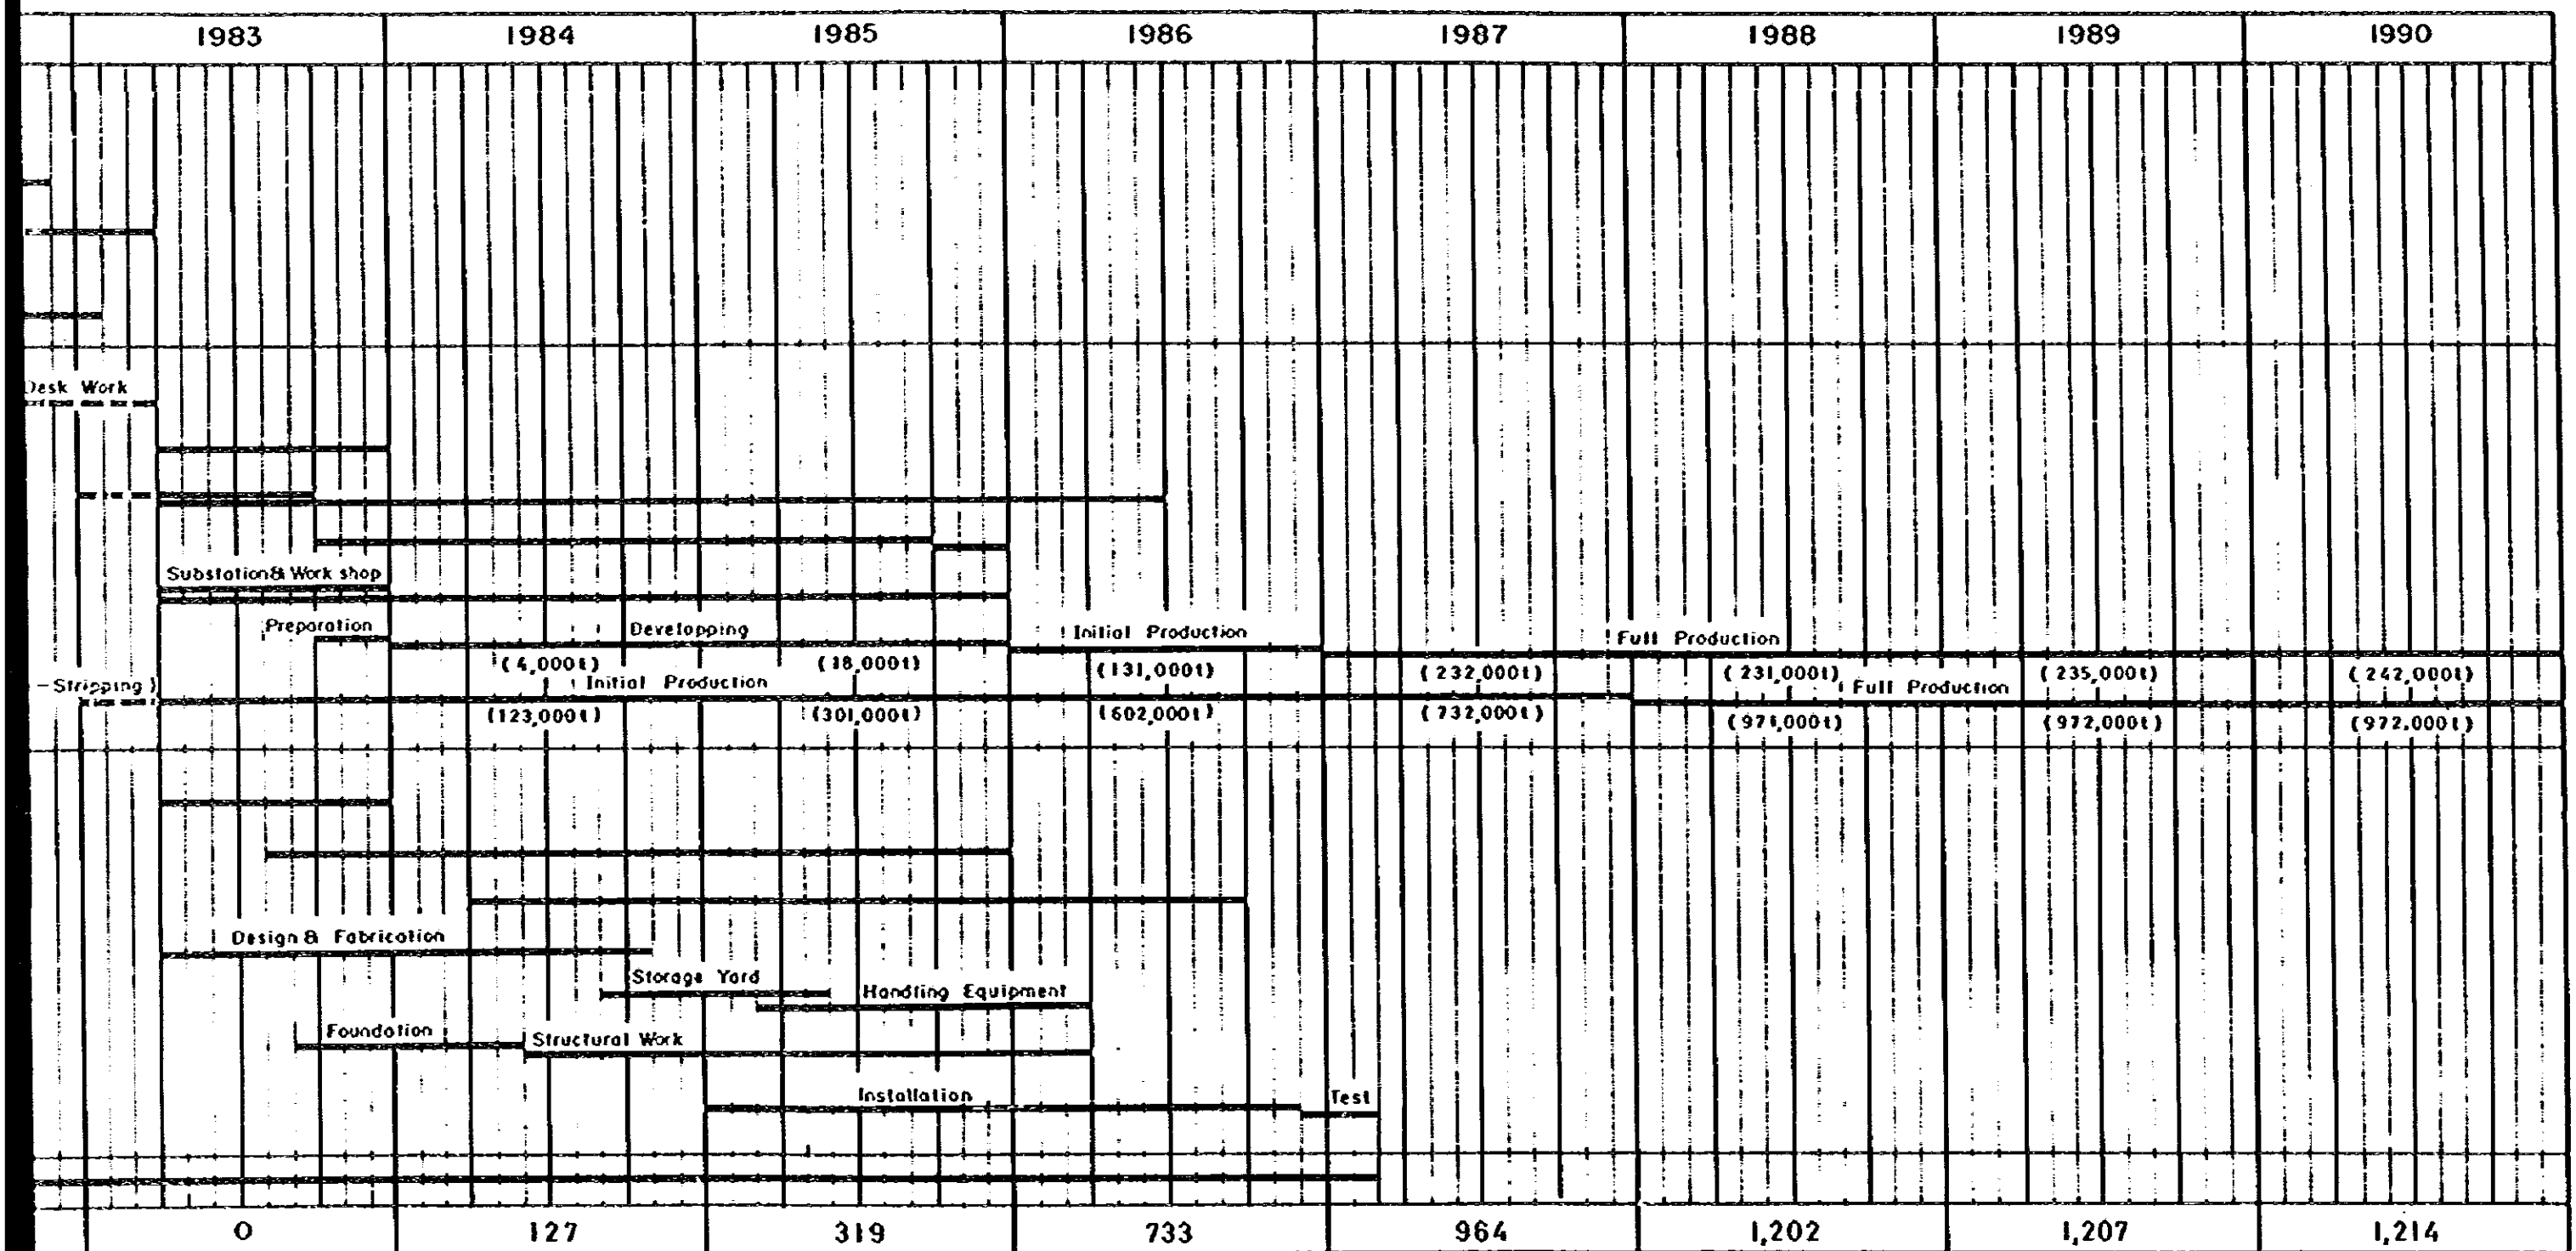 1983 1984 1985 1986 1987 1988 1989 1990
Desk Work
Substation & Work shop
Preparation Developping Initial Production Full Production
(4,000t) (18,000t) (131,000t) (232,000t) (231,000t) (235,000t) (242,000t)
-Stripping) Initial Production Full Production
(123,000t) (301,000t) (602,000t) (732,000t) (971,000t) (972,000t) (972,000t)
Design & Fabrication
Storage Yard Handling Equipment
Foundation Structural Work
Installation Test
0 127 319 733 964 1,202 1,207 1,214